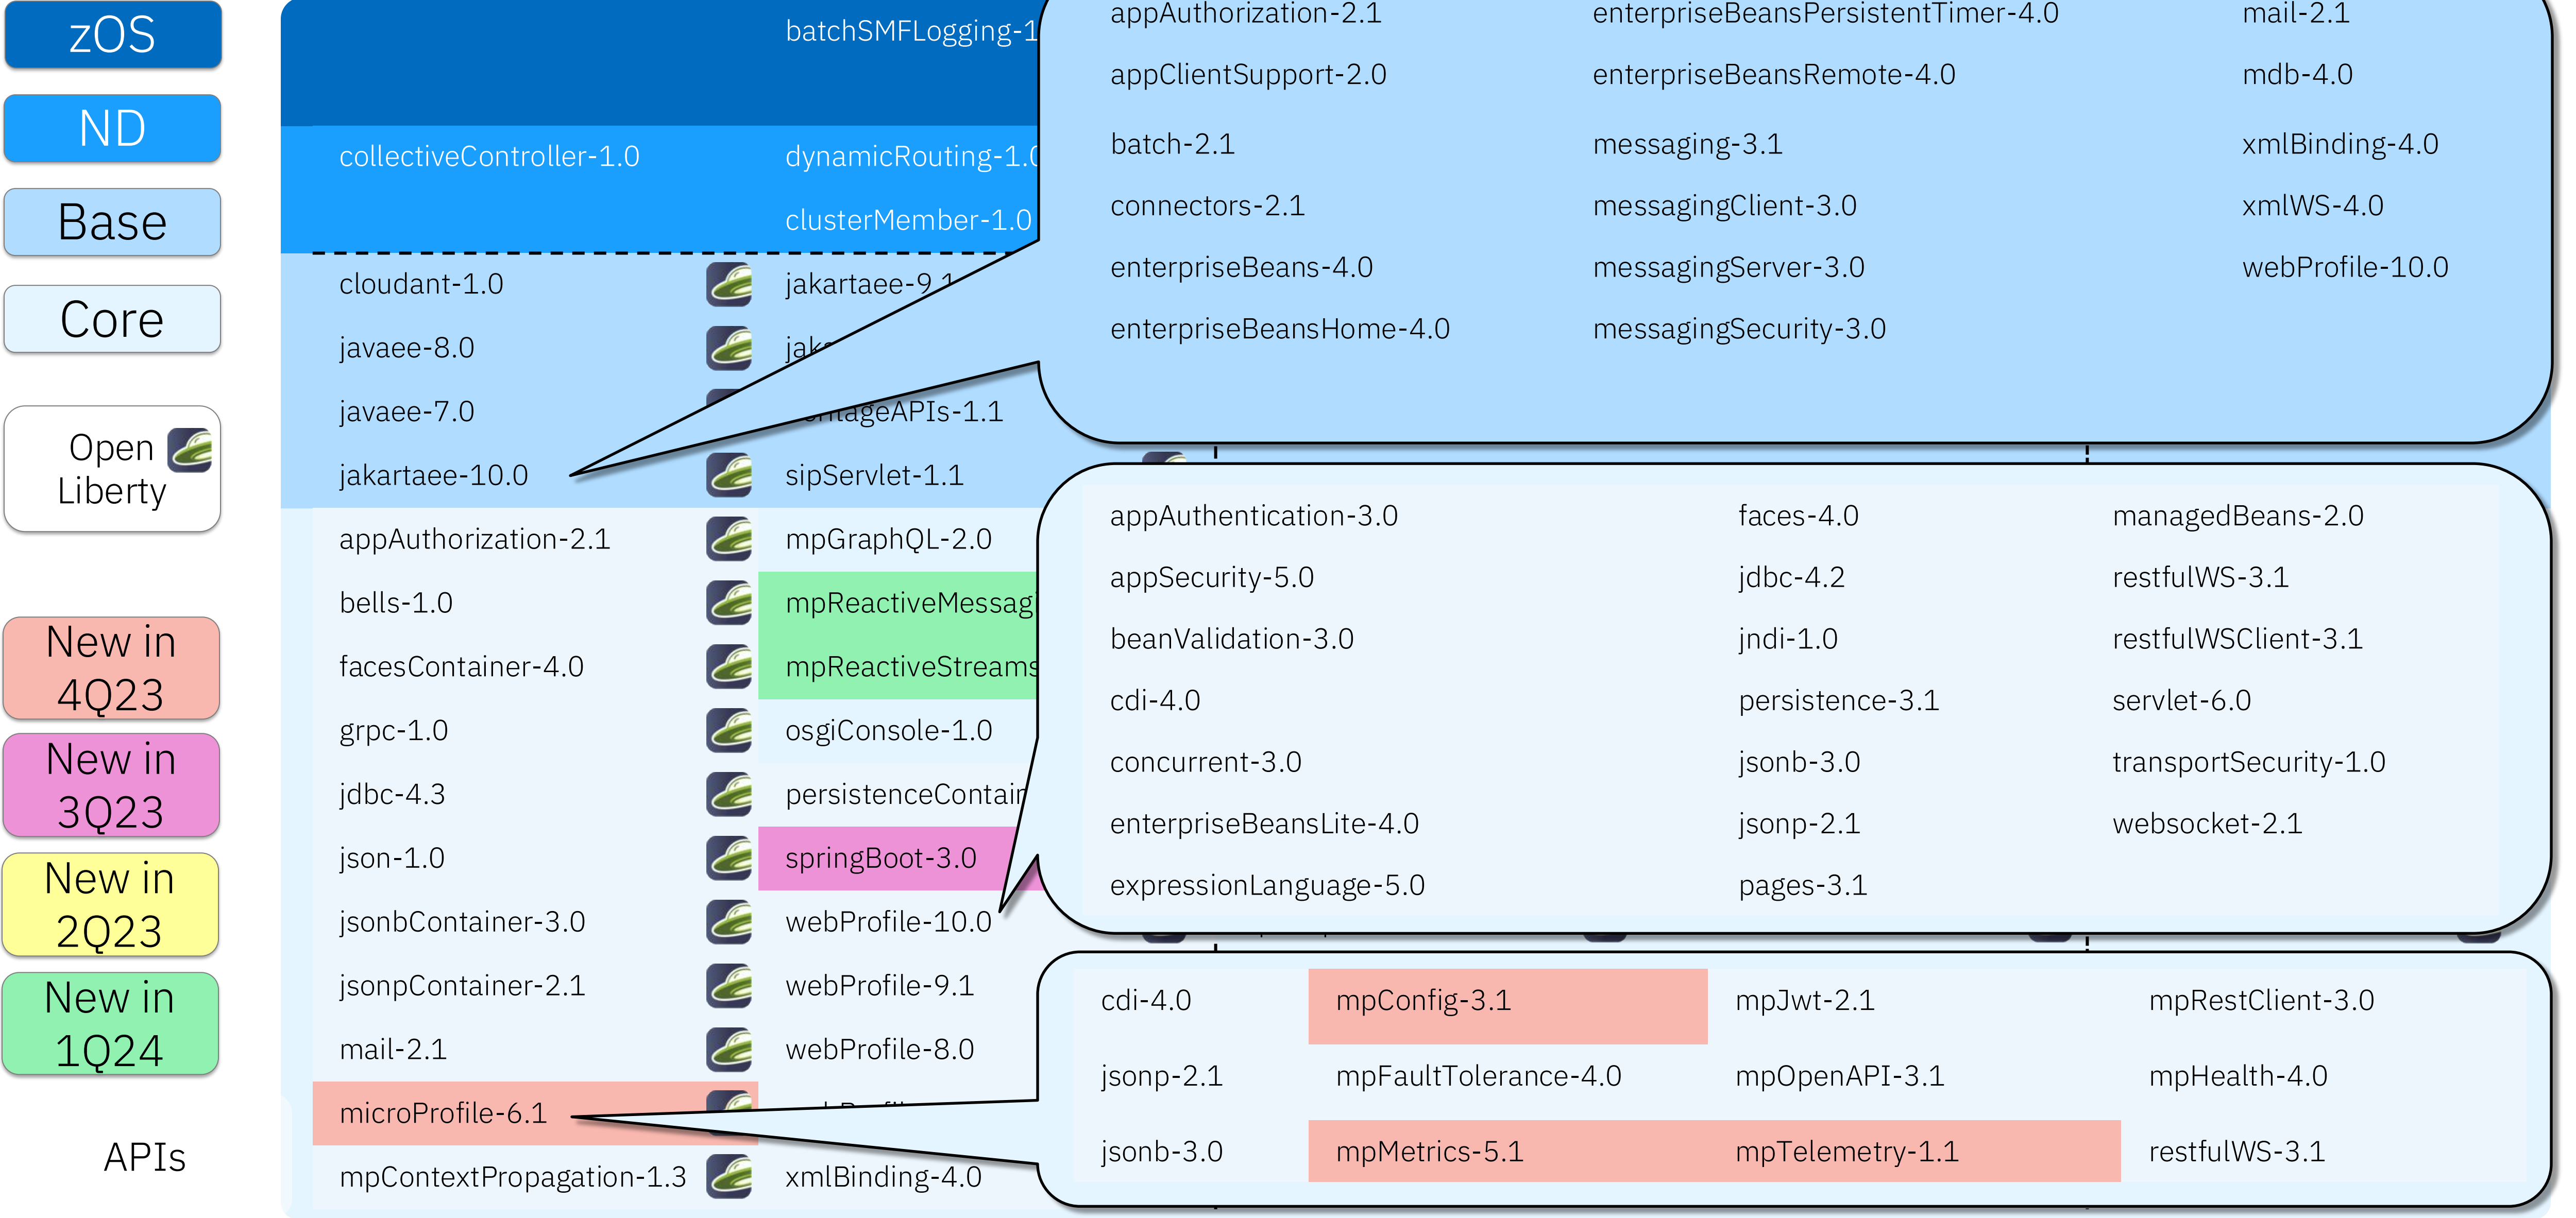 zOS
ND
Base
Core
Open
Liberty
New in
4Q23
New in
3Q23
New in
2Q23
New in
1Q24
APIs
batchSMFLogging-1
collectiveController-1.0
dynamicRouting-1.0
clusterMember-1.0
cloudant-1.0
jakartaee-9.1
javaee-8.0
javaee-7.0
APIs-1.1
jakartaee-10.0
sipServlet-1.1
appAuthorization-2.1
mpGraphQL-2.0
bells-1.0
mpReactiveMessagi
facesContainer-4.0
mpReactiveStreams
grpc-1.0
osgiConsole-1.0
jdbc-4.3
persistenceContain
json-1.0
springBoot-3.0
jsonbContainer-3.0
webProfile-10.0
jsonpContainer-2.1
webProfile-9.1
mail-2.1
webProfile-8.0
microProfile-6.1
mpContextPropagation-1.3
xmlBinding-4.0
appAuthorization-2.1
enterpriseBeansPersistentTimer-4.0
mail-2.1
appClientSupport-2.0
enterpriseBeansRemote-4.0
mdb-4.0
batch-2.1
messaging-3.1
xmlBinding-4.0
connectors-2.1
messagingClient-3.0
xmlWS-4.0
enterpriseBeans-4.0
messagingServer-3.0
webProfile-10.0
enterpriseBeansHome-4.0
messagingSecurity-3.0
appAuthentication-3.0
faces-4.0
managedBeans-2.0
appSecurity-5.0
jdbc-4.2
restfulWS-3.1
beanValidation-3.0
jndi-1.0
restfulWSClient-3.1
cdi-4.0
persistence-3.1
servlet-6.0
concurrent-3.0
jsonb-3.0
transportSecurity-1.0
enterpriseBeansLite-4.0
jsonp-2.1
websocket-2.1
expressionLanguage-5.0
pages-3.1
cdi-4.0
mpConfig-3.1
mpJwt-2.1
mpRestClient-3.0
jsonp-2.1
mpFaultTolerance-4.0
mpOpenAPI-3.1
mpHealth-4.0
jsonb-3.0
mpMetrics-5.1
mpTelemetry-1.1
restfulWS-3.1